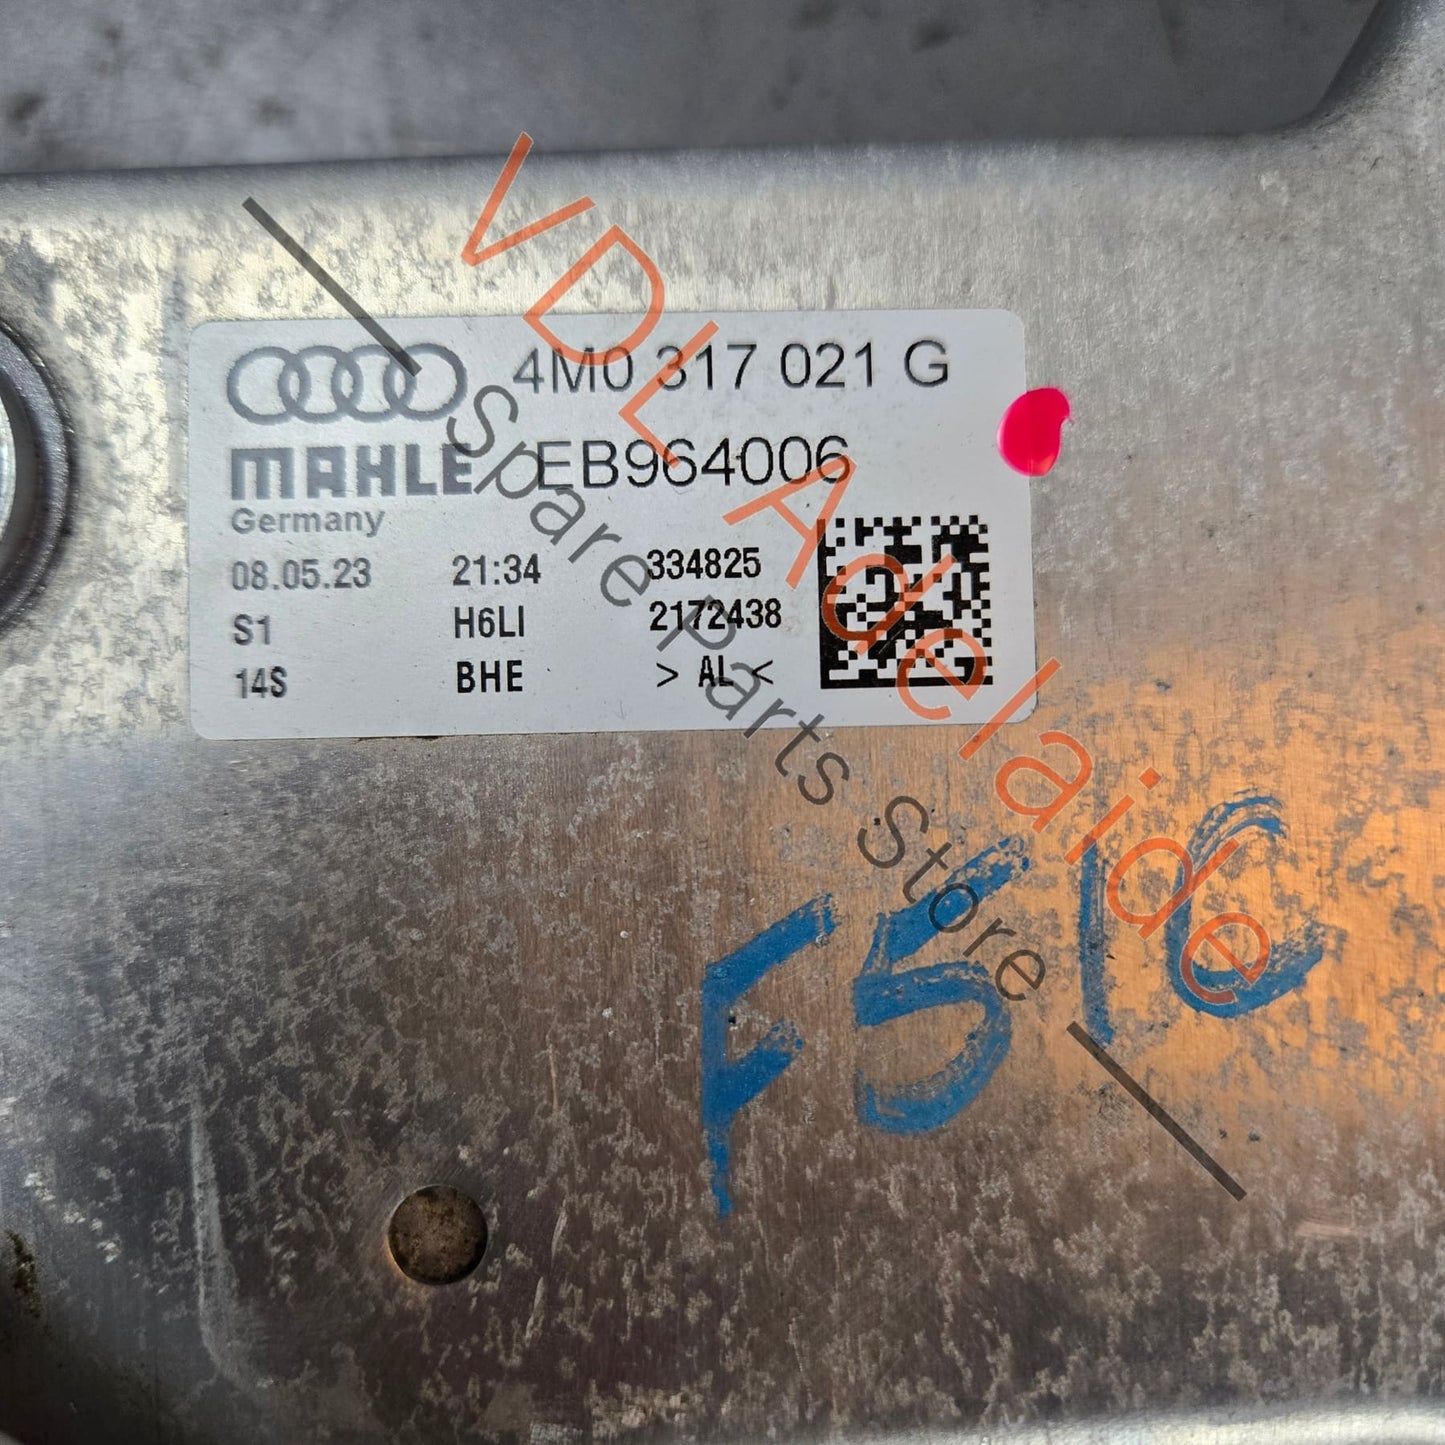 4M0 317 021 G
MAHLE EB964006
Germany
08.05.23 21:34 334825
S1 H6LI 2172438
14S BHE > AL <
VDL Adelaide
Spare Parts Store
F51C